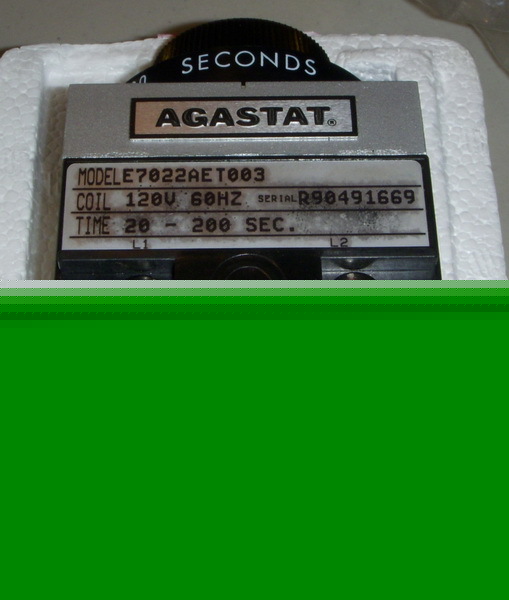 SECONDS
AGASTAT®
MODEL E7022AET003
COIL 120V 60HZ SERIAL R90491669
TIME 20 - 200 SEC.
L1 L2